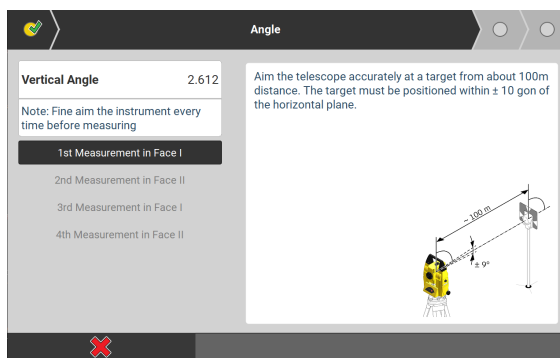 Angle
Vertical Angle 2.612
Note: Fine aim the instrument every
time before measuring
1st Measurement in Face I
2nd Measurement in Face II
3rd Measurement in Face I
4th Measurement in Face II
Aim the telescope accurately at a target from about 100m
distance. The target must be positioned within ± 10 gon of
the horizontal plane.
~ 100 m
± 9°